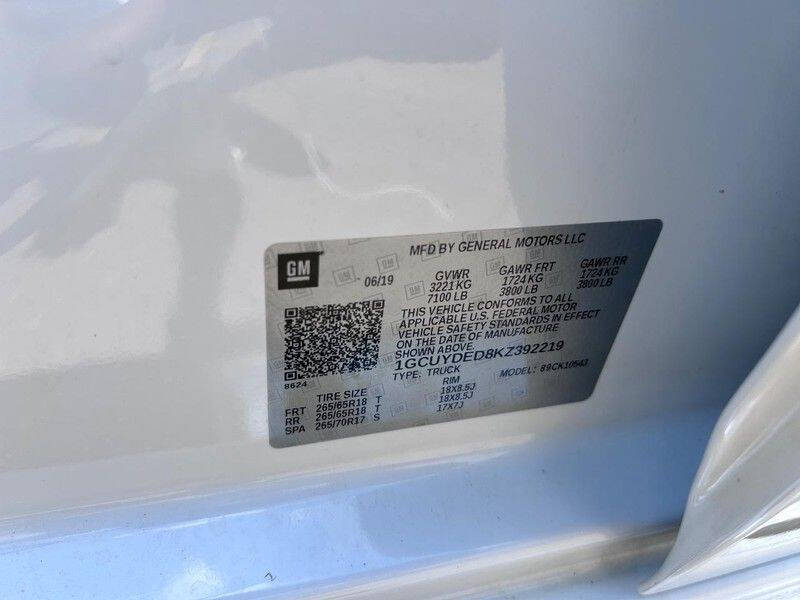 MFD BY GENERAL MOTORS LLC
GM 06/19
GVWR GAWR FRT GAWR RR
3221 KG 1724 KG 1724 KG
7100 LB 3800 LB 3800 LB
THIS VEHICLE CONFORMS TO ALL
APPLICABLE U.S. FEDERAL MOTOR
VEHICLE SAFETY STANDARDS IN EFFECT
ON THE DATE OF MANUFACTURE
1GCUYDED8KZ392219
TYPE: TRUCK MODEL: 89CK10543
8624
TIRE SIZE RIM
FRT 265/65R18 T 18X8.5J
RR 265/65R18 T 18X8.5J
SPA 265/70R17 S 17X7J